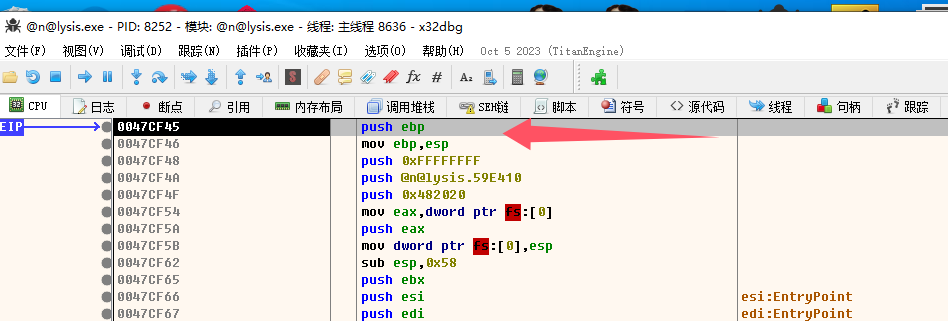 @n@lysis.exe - PID: 8252 - 模块: @n@lysis.exe - 线程: 主线程 8636 - x32dbg
文件(F) 视图(V) 调试(D) 跟踪(N) 插件(P) 收藏夹(I) 选项(O) 帮助(H) Oct 5 2023 (TitanEngine)
CPU 日志 断点 引用 内存布局 调用堆栈 SEH链 脚本 符号 源代码 线程 句柄 跟踪
EIP 0047CF45 push ebp
0047CF46 mov ebp,esp
0047CF48 push 0xFFFFFFFF
0047CF4A push @n@lysis.59E410
0047CF4F push 0x482020
0047CF54 mov eax,dword ptr fs:[0]
0047CF5A push eax
0047CF5B mov dword ptr fs:[0],esp
0047CF62 sub esp,0x58
0047CF65 push ebx
0047CF66 push esi esi:EntryPoint
0047CF67 push edi edi:EntryPoint